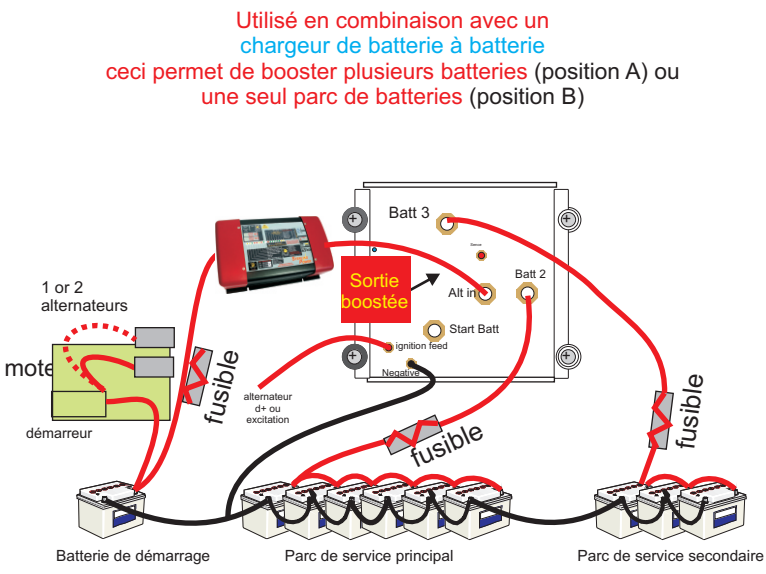 Utilisé en combinaison avec un
chargeur de batterie à batterie
ceci permet de booster plusieurs batteries (position A) ou
une seul parc de batteries (position B)
Batt 3
Sense
Sortie
boostée
Batt 2
Alt in
1 or 2
alternateurs
Start Batt
ignition feed
Negative
mote
fusible
alternateur
d+ ou
excitation
fusible
fusible
démarreur
Batterie de démarrage
Parc de service principal
Parc de service secondaire